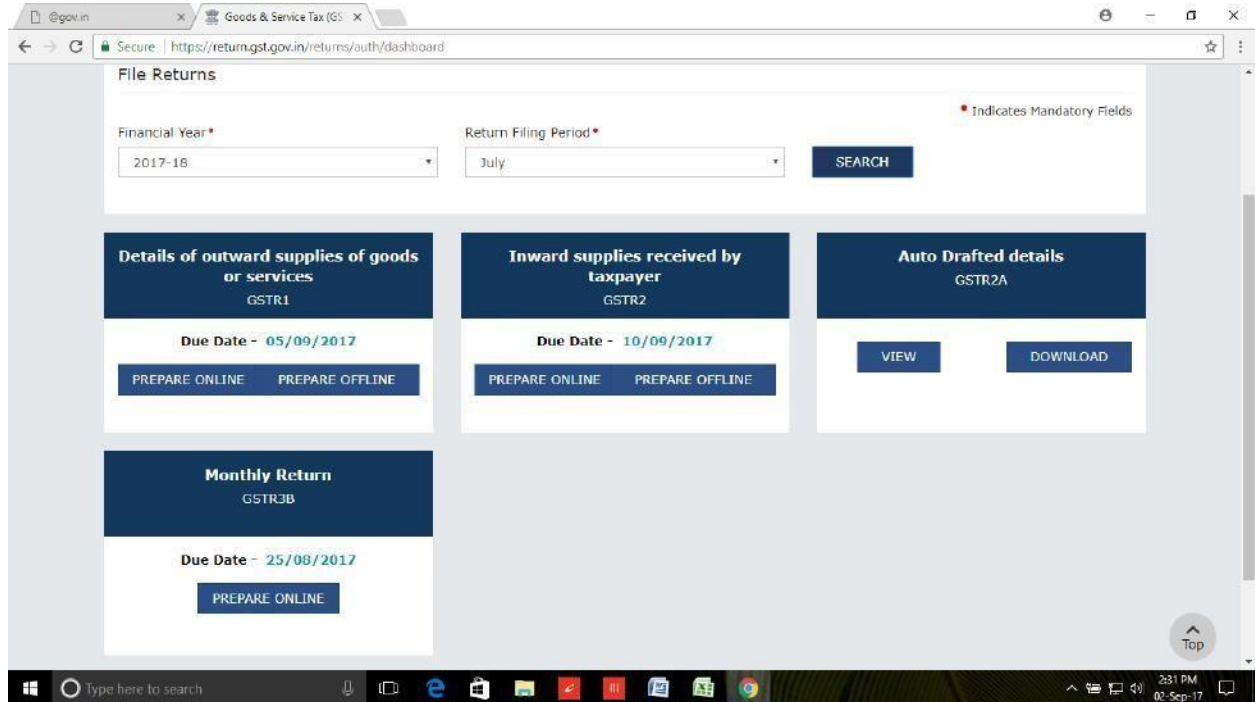 @gov.in
Goods & Service Tax (GS
Secure
https://return.gst.gov.in/returns/auth/dashboard
File Returns
• Indicates Mandatory Fields
Financial Year•
Return Filing Period•
2017-18
July
SEARCH
Details of outward supplies of goods
or services
GSTR1
Due Date - 05/09/2017
PREPARE ONLINE
PREPARE OFFLINE
Inward supplies received by
taxpayer
GSTR2
Due Date - 10/09/2017
PREPARE ONLINE
PREPARE OFFLINE
Auto Drafted details
GSTR2A
VIEW
DOWNLOAD
Monthly Return
GSTR3B
Due Date - 25/08/2017
PREPARE ONLINE
Top
Type here to search
2:31 PM
02-Sep-17